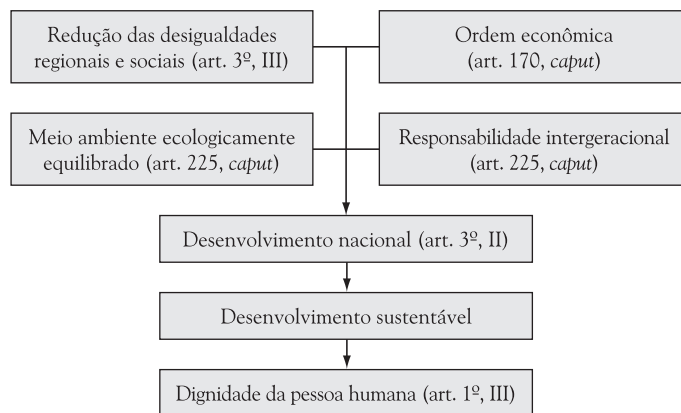 Redução das desigualdades
regionais e sociais (art. 3º, III)
Ordem econômica
(art. 170, caput)
Meio ambiente ecologicamente
equilibrado (art. 225, caput)
Responsabilidade intergeracional
(art. 225, caput)
Desenvolvimento nacional (art. 3º, II)
Desenvolvimento sustentável
Dignidade da pessoa humana (art. 1º, III)